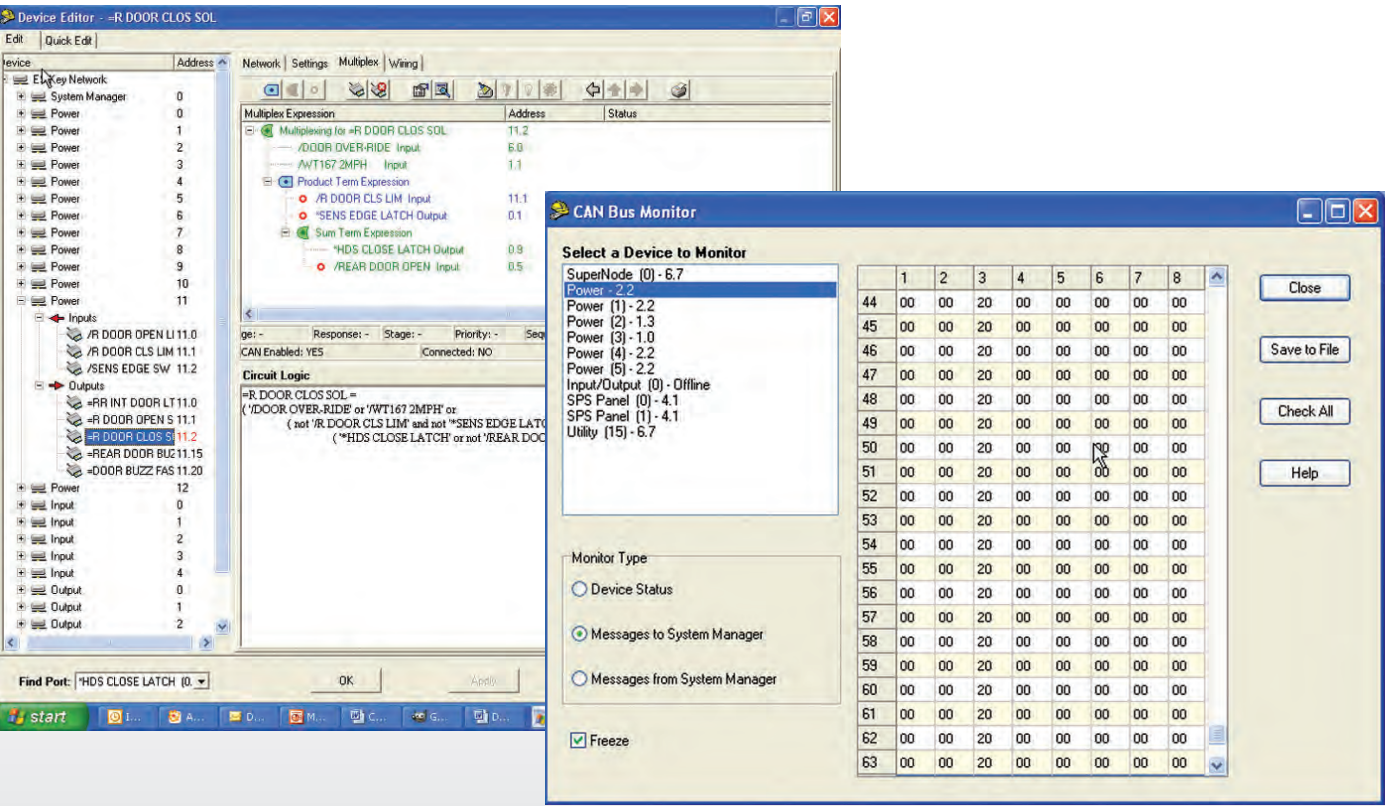 Device Editor - =R DOOR CLOS SOL
Edit Quick Edit
evice Address
Key Network
System Manager 0
Power 0
Power 1
Power 2
Power 3
Power 4
Power 5
Power 6
Power 7
Power 8
Power 9
Power 10
Power 11
Inputs
/R DOOR OPEN LI 11.0
/R DOOR CLS LIM 11.1
/SENS EDGE SW 11.2
Outputs
=RR INT DOOR LT 11.0
=R DOOR OPEN S 11.1
=R DOOR CLOS S 11.2
=REAR DOOR BUZ 11.15
=DOOR BUZZ FAS 11.20
Power 12
Input 0
Input 1
Input 2
Input 3
Input 4
Output 0
Output 1
Output 2
Network Settings Multiplex Wiring
Multiplex Expression Address Status
Multiplexing for =R DOOR CLOS SOL 11.2
/DOOR OVER-RIDE Input 6.0
/WT167 2MPH Input 1.1
Product Term Expression
/R DOOR CLS LIM Input 11.1
*SENS EDGE LATCH Output 0.1
Sum Term Expression
*HDS CLOSE LATCH Output 0.9
/REAR DOOR OPEN Input 0.5
ge: - Response: - Stage: - Priority: - Sequ
CAN Enabled: YES Connected: NO
Circuit Logic
=R DOOR CLOS SOL =
( '/DOOR OVER-RIDE' or '/WT167 2MPH' or
( not '/R DOOR CLS LIM' and not '*SENS EDGE LATC
( '*HDS CLOSE LATCH' or not '/REAR DOO
Find Port: *HDS CLOSE LATCH (0.
OK Apply
start 1... A... D... M... C... G... D...
CAN Bus Monitor
Select a Device to Monitor
SuperNode (0) - 6.7
Power - 2.2
Power (1) - 2.2
Power (2) - 1.3
Power (3) - 1.0
Power (4) - 2.2
Power (5) - 2.2
Input/Output (0) - Offline
SPS Panel (0) - 4.1
SPS Panel (1) - 4.1
Utility (15) - 6.7
Monitor Type
Device Status
Messages to System Manager
Messages from System Manager
Freeze
1 2 3 4 5 6 7 8
44 00 00 20 00 00 00 00 00
45 00 00 20 00 00 00 00 00
46 00 00 20 00 00 00 00 00
47 00 00 20 00 00 00 00 00
48 00 00 20 00 00 00 00 00
49 00 00 20 00 00 00 00 00
50 00 00 20 00 00 00 00 00
51 00 00 20 00 00 00 00 00
52 00 00 20 00 00 00 00 00
53 00 00 20 00 00 00 00 00
54 00 00 20 00 00 00 00 00
55 00 00 20 00 00 00 00 00
56 00 00 20 00 00 00 00 00
57 00 00 20 00 00 00 00 00
58 00 00 20 00 00 00 00 00
59 00 00 20 00 00 00 00 00
60 00 00 20 00 00 00 00 00
61 00 00 20 00 00 00 00 00
62 00 00 20 00 00 00 00 00
63 00 00 20 00 00 00 00 00
Close
Save to File
Check All
Help